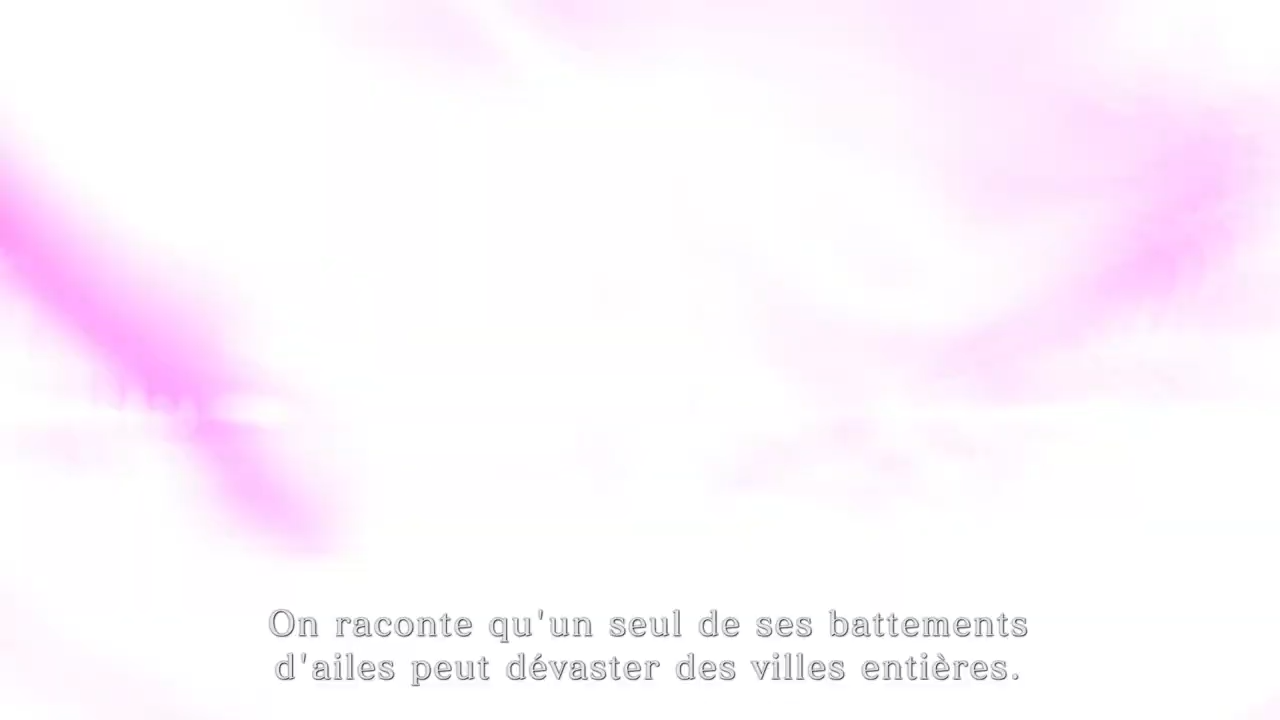 On raconte qu'un seul de ses battements
d'ailes peut dévaster des villes entières.